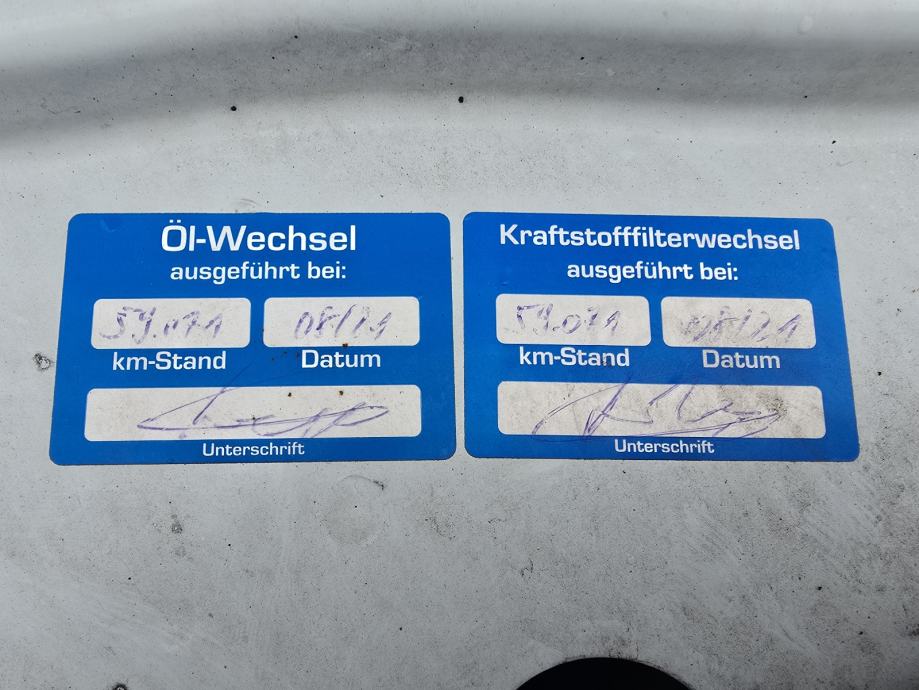 Öl-Wechsel
ausgeführt bei:
59.071
08/21
km-Stand
Datum
Unterschrift
Kraftstofffilterwechsel
ausgeführt bei:
59.071
08/21
km-Stand
Datum
Unterschrift